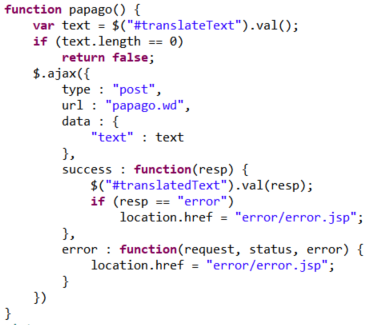 function papago() {
    var text = $("#translateText").val();
    if (text.length == 0)
        return false;
    $.ajax({
        type : "post",
        url : "papago.wd",
        data : {
            "text" : text
        },
        success : function(resp) {
            $("#translatedText").val(resp);
            if (resp == "error")
                location.href = "error/error.jsp";
        },
        error : function(request, status, error) {
            location.href = "error/error.jsp";
        }
    })
}